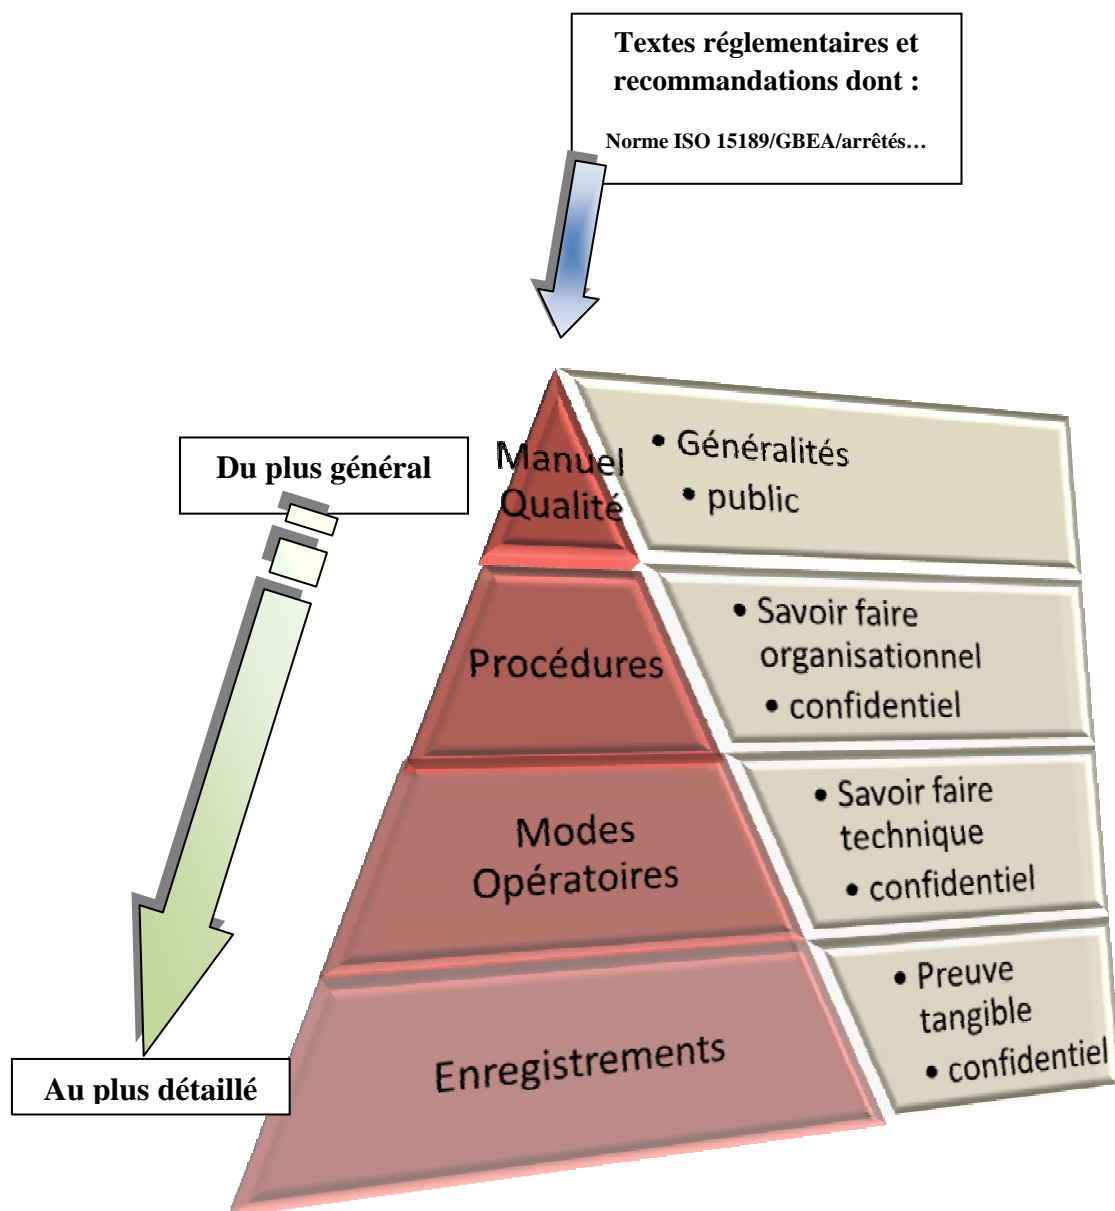 Textes réglementaires et
recommandations dont :
Norme ISO 15189/GBEA/arrêtés…
Du plus général
Manuel
Qualité
• Généralités
• public
Procédures
• Savoir faire
organisationnel
• confidentiel
Modes
Opératoires
• Savoir faire
technique
• confidentiel
Enregistrements
• Preuve
tangible
• confidentiel
Au plus détaillé